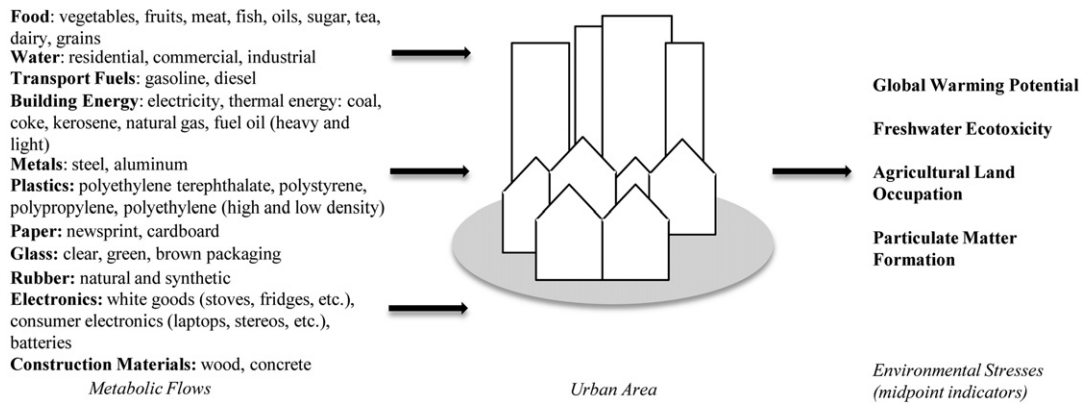 Food: vegetables, fruits, meat, fish, oils, sugar, tea,
dairy, grains
Water: residential, commercial, industrial
Transport Fuels: gasoline, diesel
Building Energy: electricity, thermal energy: coal,
coke, kerosene, natural gas, fuel oil (heavy and
light)
Metals: steel, aluminum
Plastics: polyethylene terephthalate, polystyrene,
polypropylene, polyethylene (high and low density)
Paper: newsprint, cardboard
Glass: clear, green, brown packaging
Rubber: natural and synthetic
Electronics: white goods (stoves, fridges, etc.),
consumer electronics (laptops, stereos, etc.),
batteries
Construction Materials: wood, concrete
Metabolic Flows
Urban Area
Global Warming Potential
Freshwater Ecotoxicity
Agricultural Land
Occupation
Particulate Matter
Formation
Environmental Stresses
(midpoint indicators)